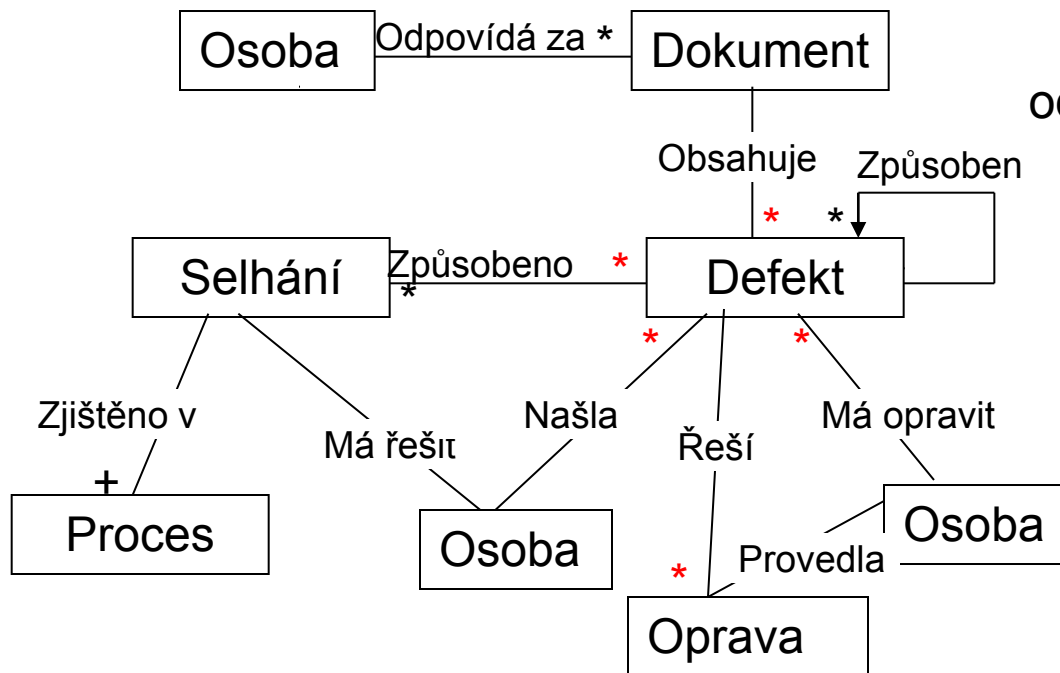 Osoba
Odpovídá za *
Dokument
Obsahuje
Způsoben
* *
Selhání
Způsobeno
* *
Defekt
* *
Zjištěno v
Má řešit
Našla
Řeší
Má opravit
+
Proces
Osoba
Osoba
Provedla
*
Oprava